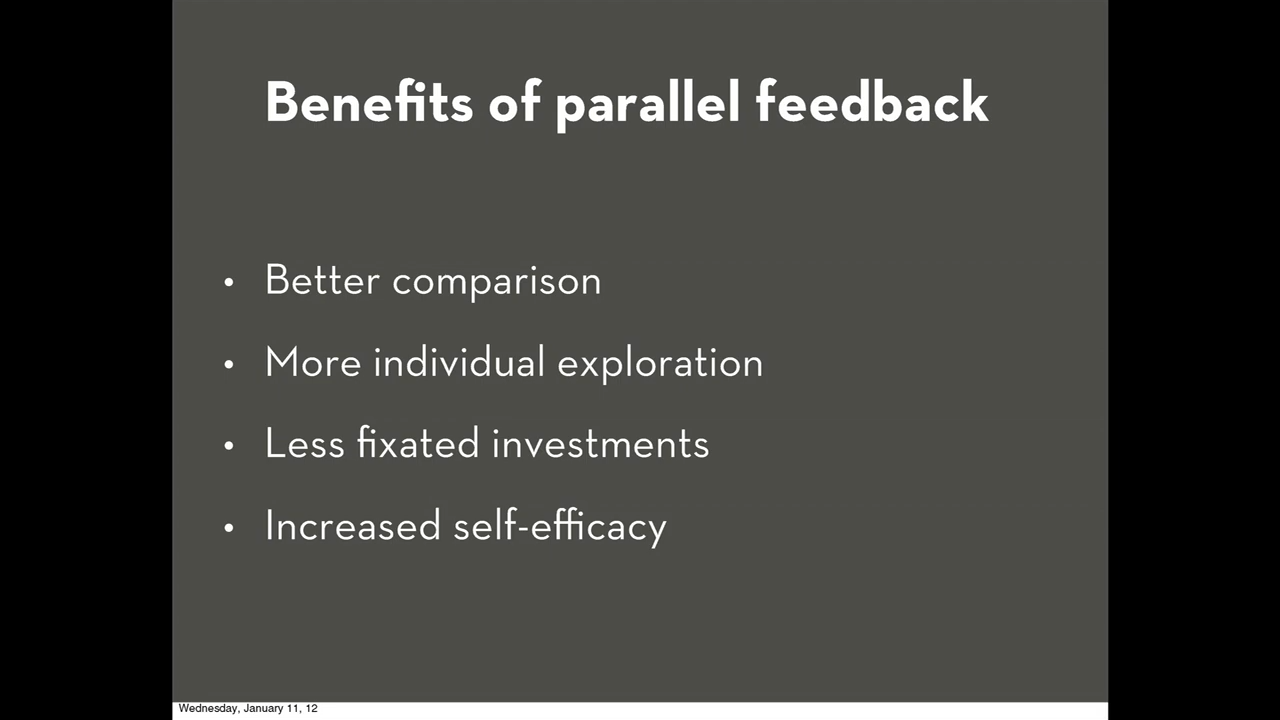 Benefits of parallel feedback
• Better comparison
• More individual exploration
• Less fixated investments
• Increased self-efficacy
Wednesday, January 11, 12